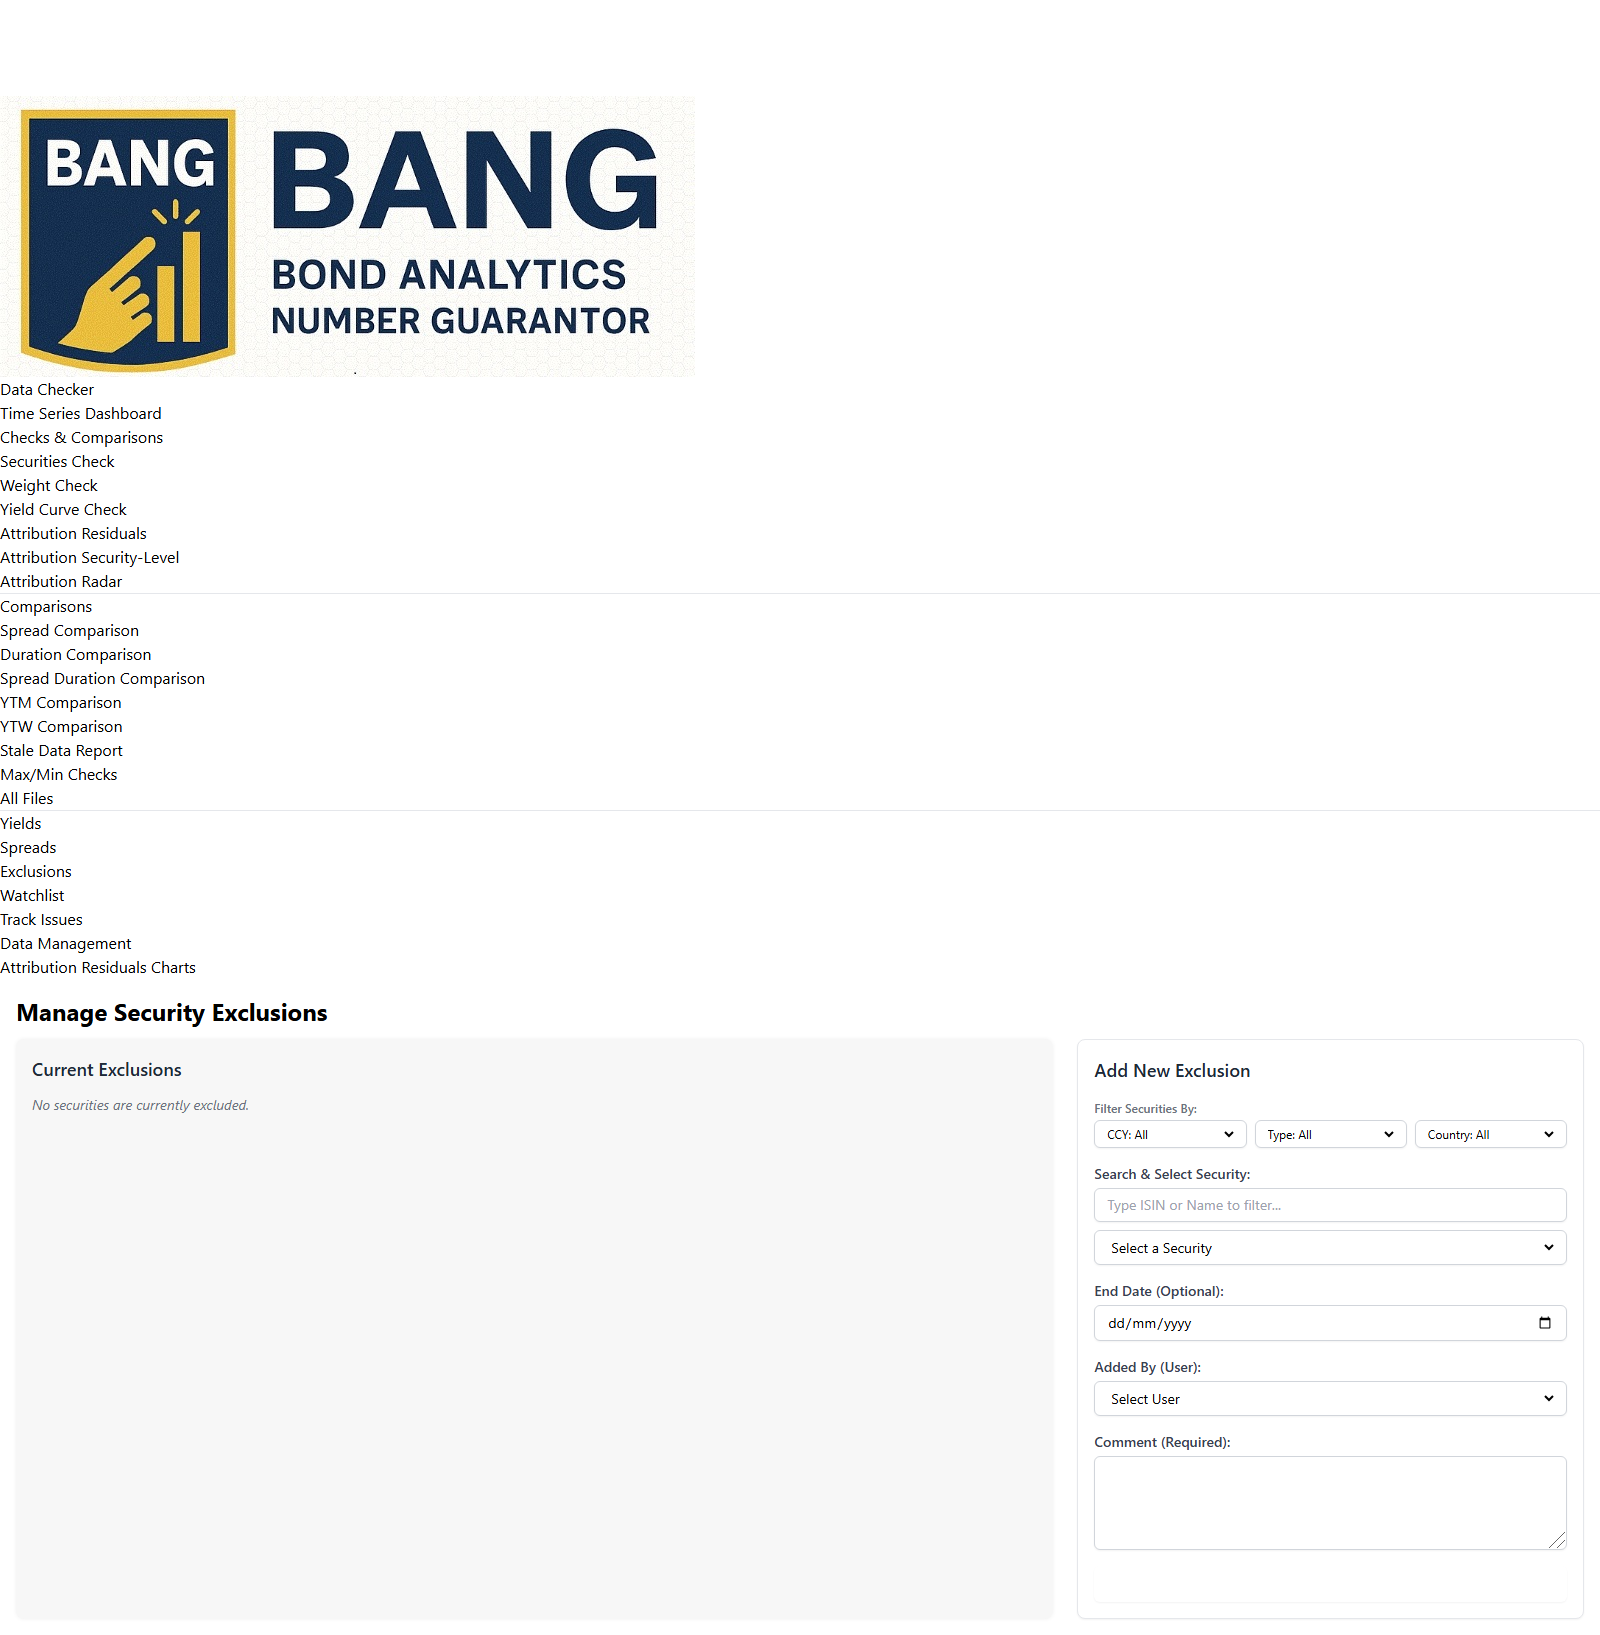 BANG
BANG
BOND ANALYTICS
NUMBER GUARANTOR
Data Checker
Time Series Dashboard
Checks & Comparisons
Securities Check
Weight Check
Yield Curve Check
Attribution Residuals
Attribution Security-Level
Attribution Radar
Comparisons
Spread Comparison
Duration Comparison
Spread Duration Comparison
YTM Comparison
YTW Comparison
Stale Data Report
Max/Min Checks
All Files
Yields
Spreads
Exclusions
Watchlist
Track Issues
Data Management
Attribution Residuals Charts
Manage Security Exclusions
Current Exclusions
No securities are currently excluded.
Add New Exclusion
Filter Securities By:
CCY: All Type: All Country: All
Search & Select Security:
Type ISIN or Name to filter...
Select a Security
End Date (Optional):
dd/mm/yyyy
Added By (User):
Select User
Comment (Required):